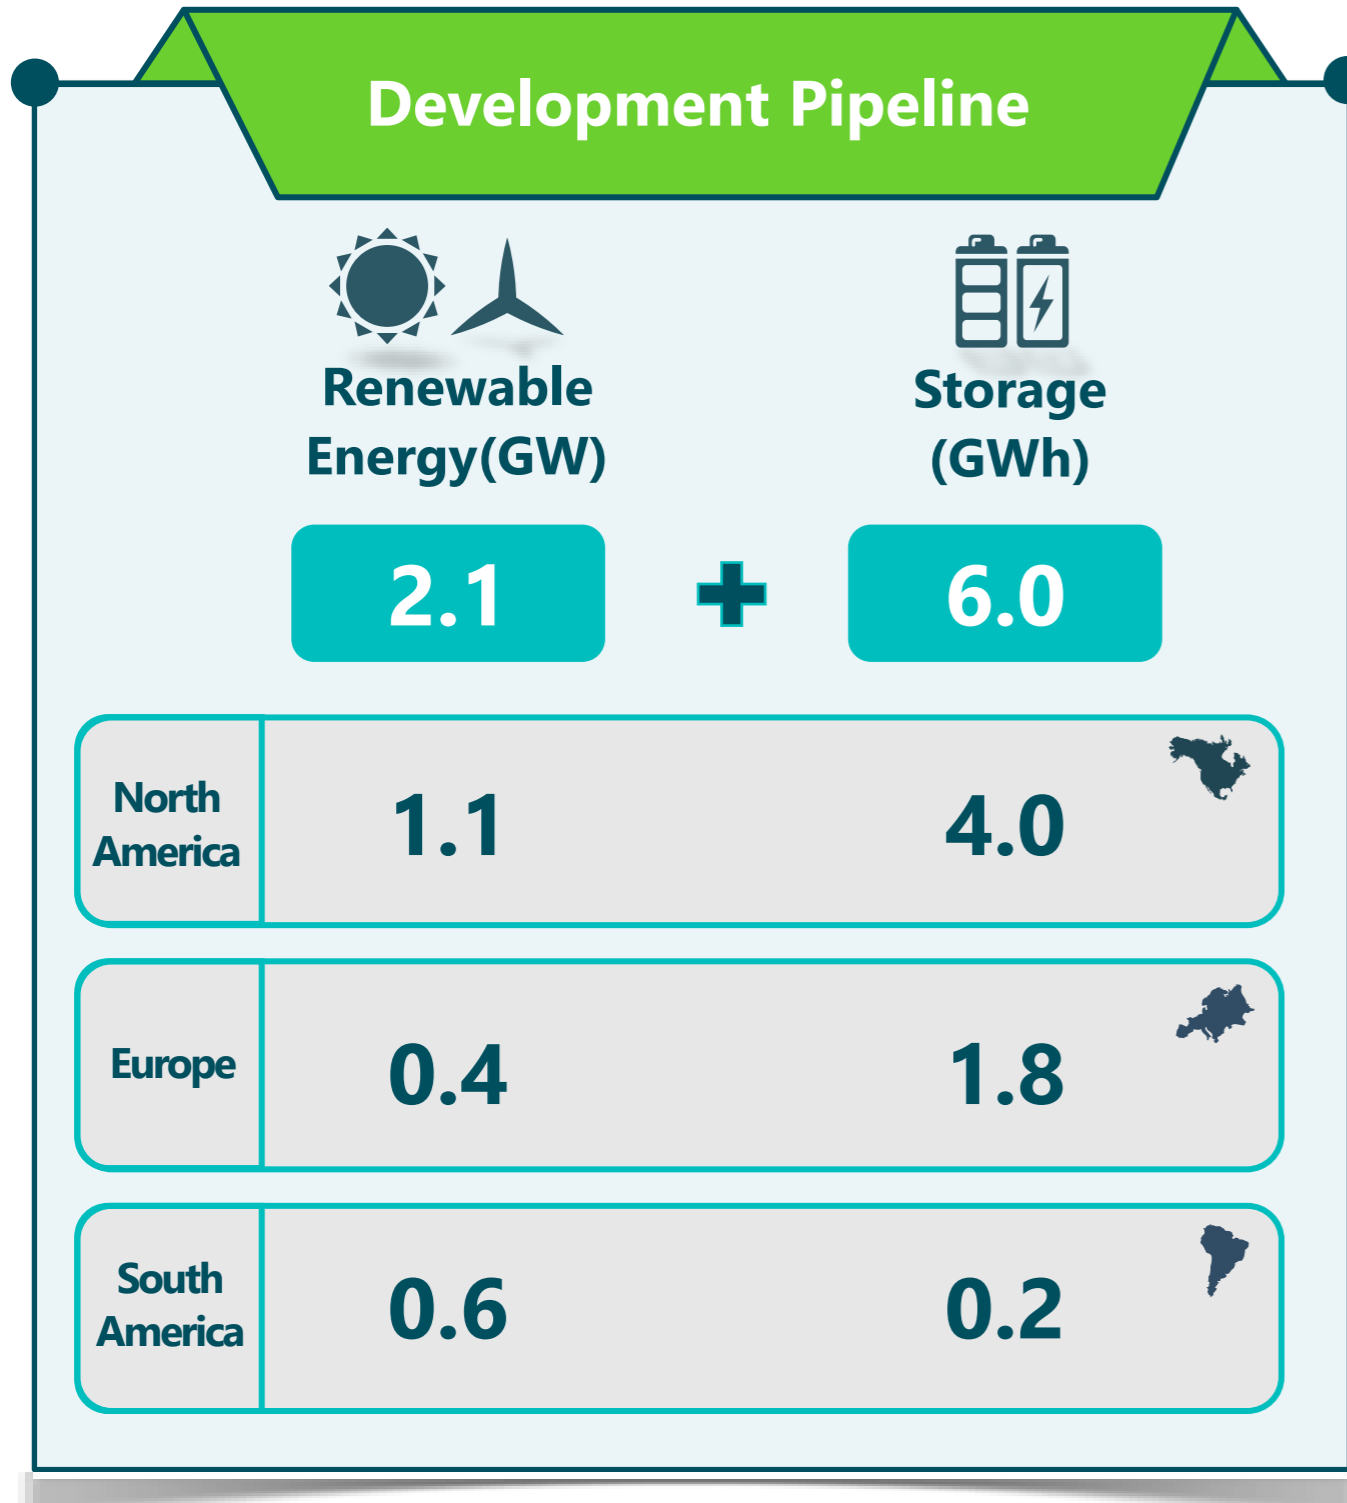 Development Pipeline
Renewable
Energy(GW)
Storage
(GWh)
2.1
6.0
North
America
1.1
4.0
Europe
0.4
1.8
South
America
0.6
0.2